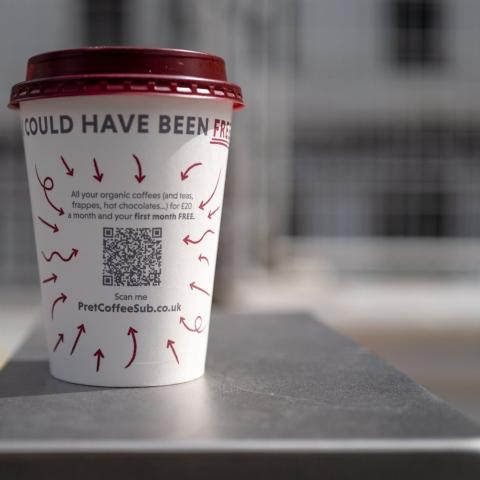 COULD HAVE BEEN FREE
All your organic coffees (and teas,
frappes, hot chocolates...) for £20
a month and your first month FREE.
Scan me
PretCoffeeSub.co.uk